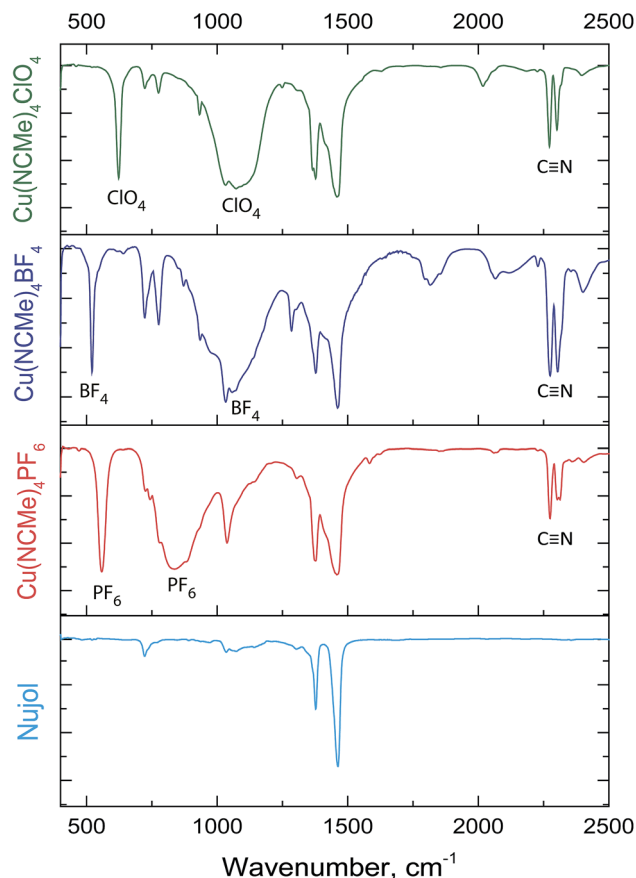 500 1000 1500 2000 2500
Cu(NCMe)₄ClO₄
ClO₄
ClO₄
C≡N
Cu(NCMe)₄BF₄
BF₄
BF₄
C≡N
Cu(NCMe)₄PF₆
PF₆
PF₆
C≡N
Nujol
500 1000 1500 2000 2500
Wavenumber, cm⁻¹